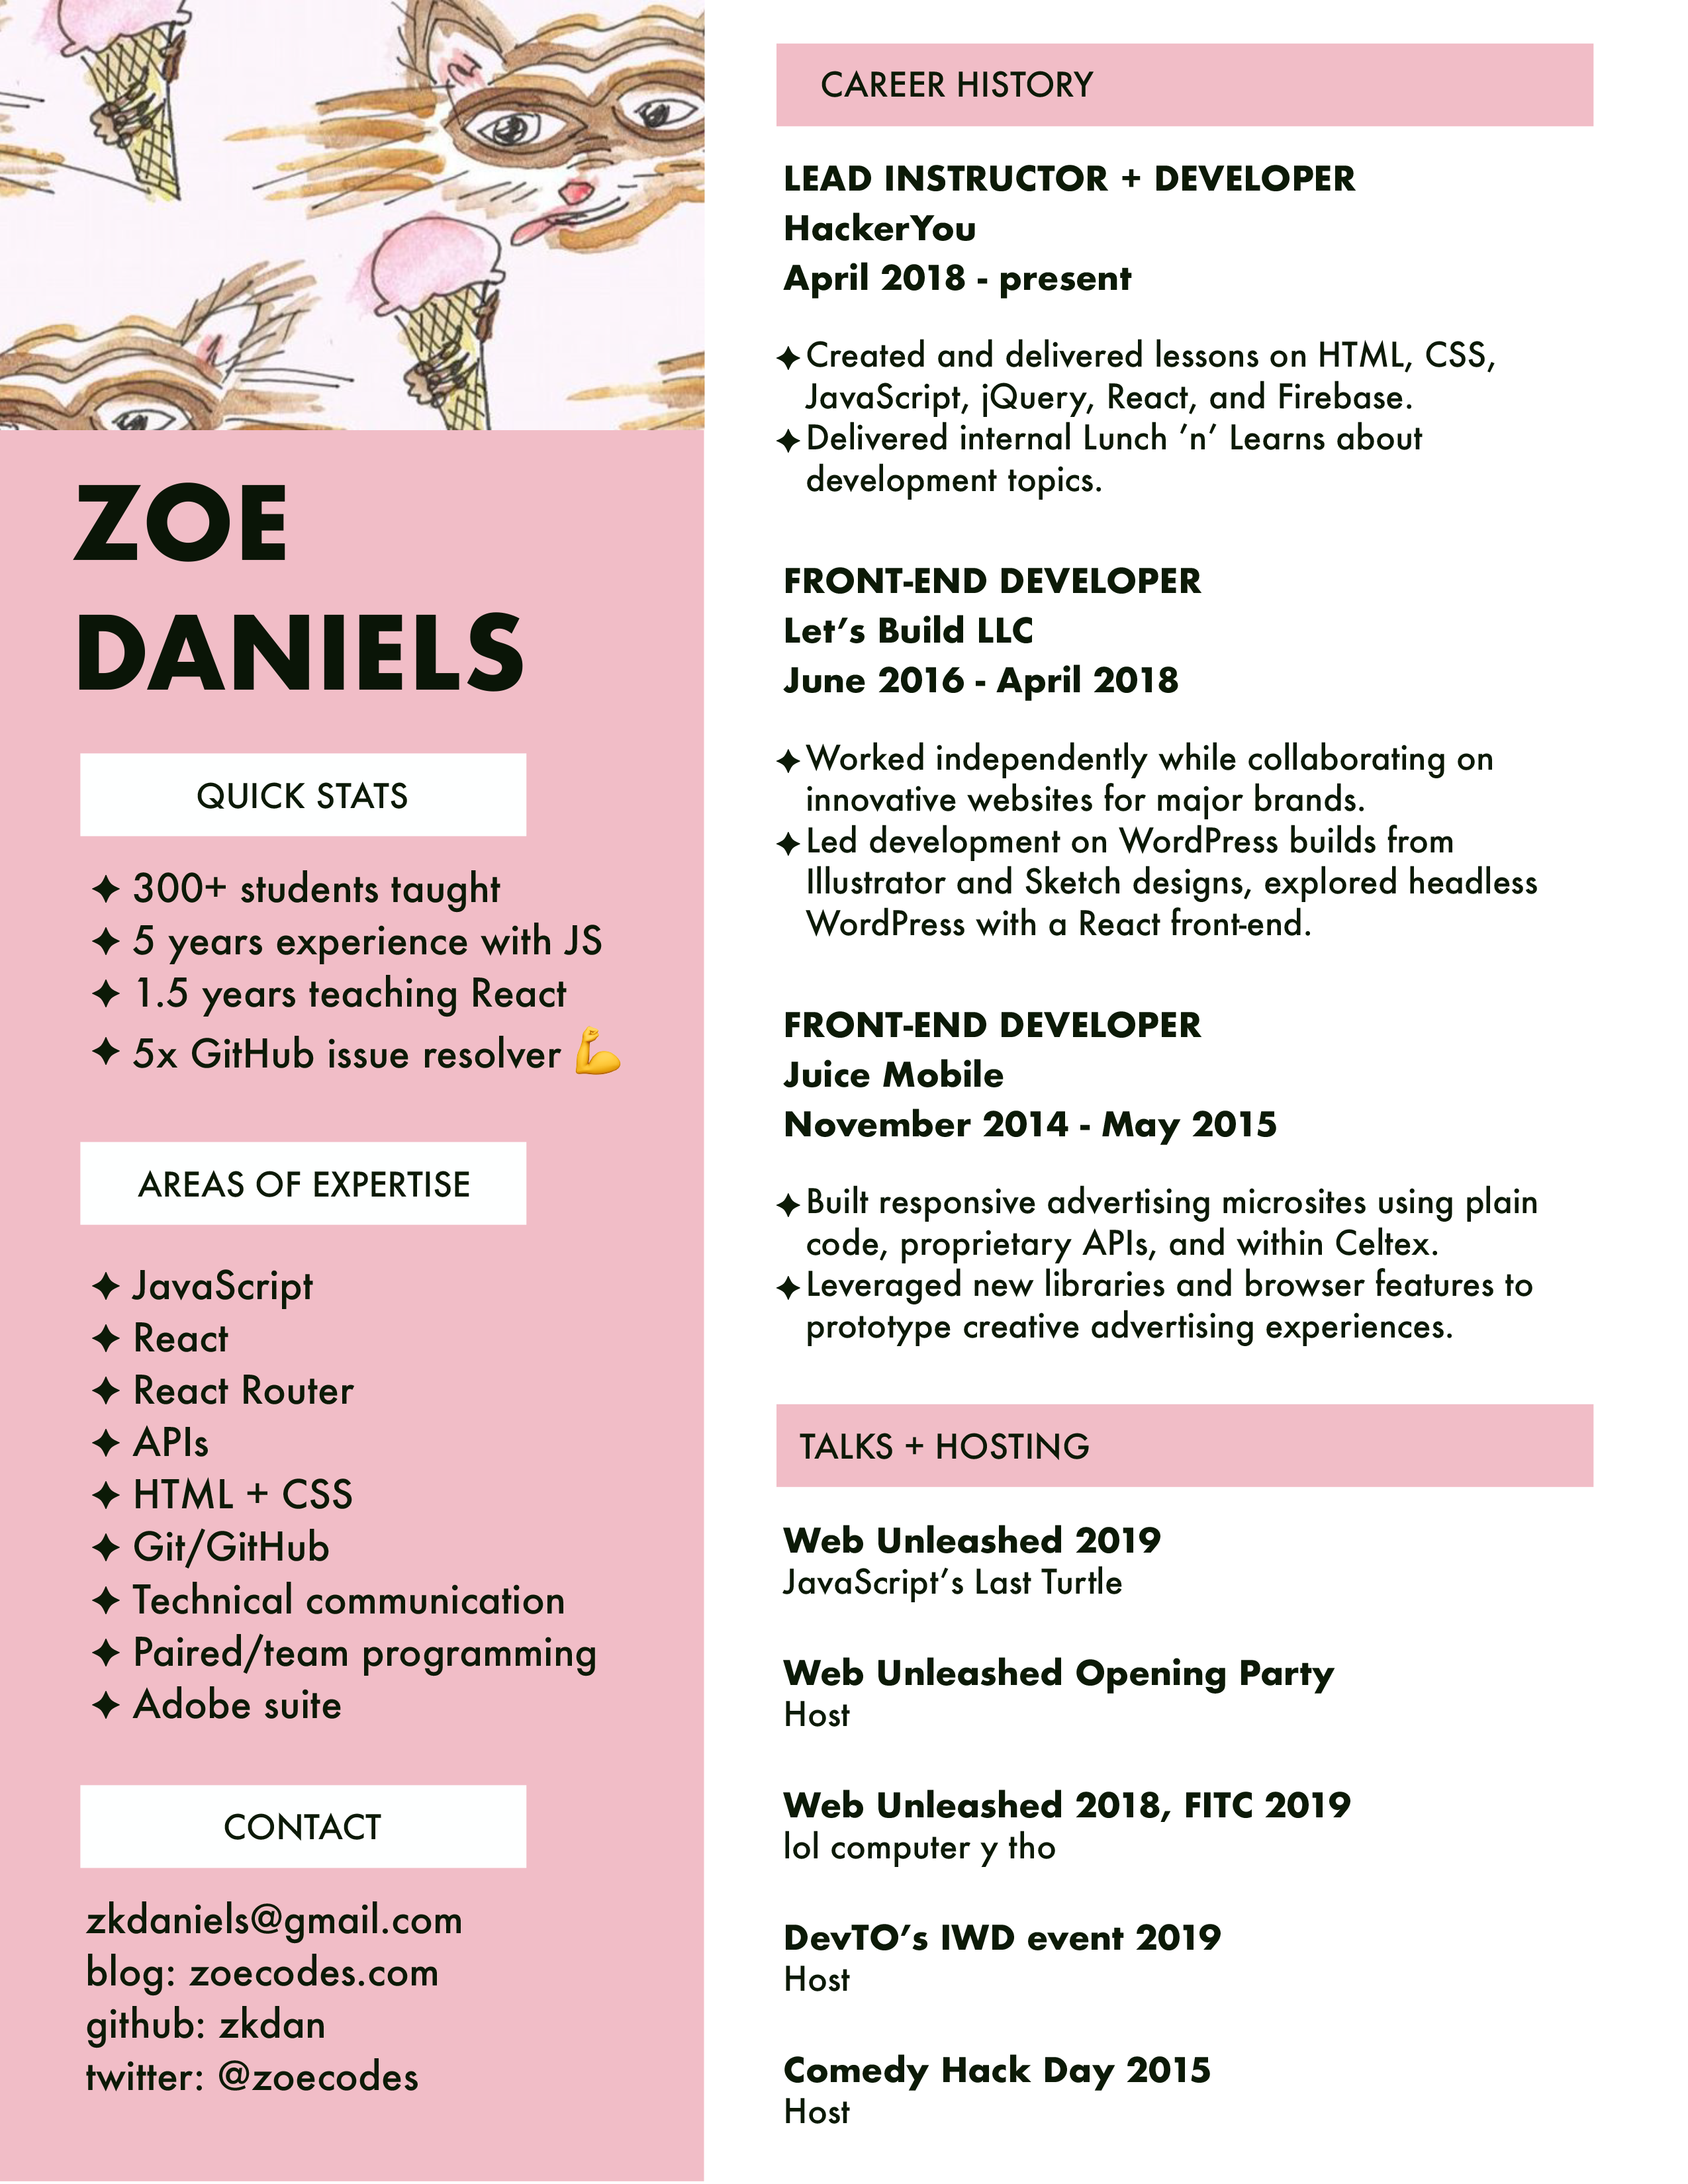 ZOE
DANIELS
QUICK STATS
✦ 300+ students taught
✦ 5 years experience with JS
✦ 1.5 years teaching React
✦ 5x GitHub issue resolver 💪
AREAS OF EXPERTISE
✦ JavaScript
✦ React
✦ React Router
✦ APIs
✦ HTML + CSS
✦ Git/GitHub
✦ Technical communication
✦ Paired/team programming
✦ Adobe suite
CONTACT
zkdaniels@gmail.com
blog: zoecodes.com
github: zkdan
twitter: @zoecodes
CAREER HISTORY
LEAD INSTRUCTOR + DEVELOPER
HackerYou
April 2018 - present
✦ Created and delivered lessons on HTML, CSS,
JavaScript, jQuery, React, and Firebase.
✦ Delivered internal Lunch ’n’ Learns about
development topics.
FRONT-END DEVELOPER
Let’s Build LLC
June 2016 - April 2018
✦ Worked independently while collaborating on
innovative websites for major brands.
✦ Led development on WordPress builds from
Illustrator and Sketch designs, explored headless
WordPress with a React front-end.
FRONT-END DEVELOPER
Juice Mobile
November 2014 - May 2015
✦ Built responsive advertising microsites using plain
code, proprietary APIs, and within Celtex.
✦ Leveraged new libraries and browser features to
prototype creative advertising experiences.
TALKS + HOSTING
Web Unleashed 2019
JavaScript’s Last Turtle
Web Unleashed Opening Party
Host
Web Unleashed 2018, FITC 2019
lol computer y tho
DevTO’s IWD event 2019
Host
Comedy Hack Day 2015
Host